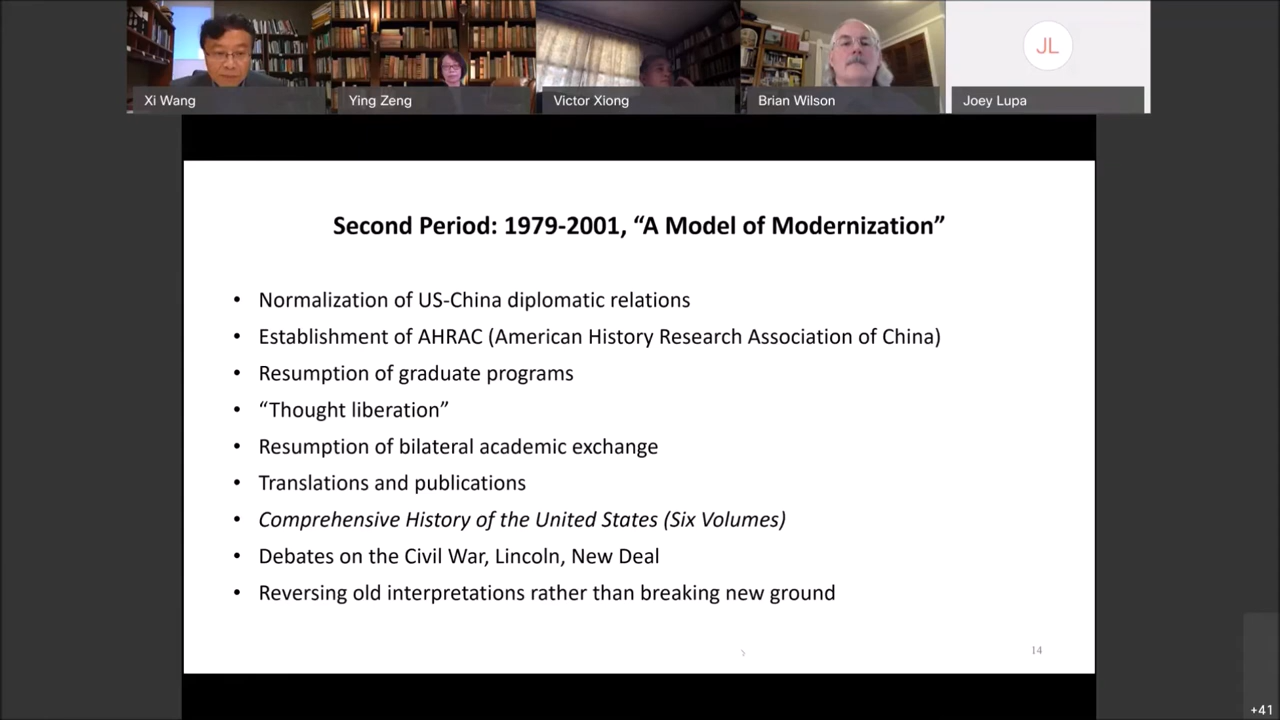 Xi Wang
Ying Zeng
Victor Xiong
Brian Wilson
JL
Joey Lupa
Second Period: 1979-2001, “A Model of Modernization”
• Normalization of US-China diplomatic relations
• Establishment of AHRAC (American History Research Association of China)
• Resumption of graduate programs
• “Thought liberation”
• Resumption of bilateral academic exchange
• Translations and publications
• Comprehensive History of the United States (Six Volumes)
• Debates on the Civil War, Lincoln, New Deal
• Reversing old interpretations rather than breaking new ground
14
+41